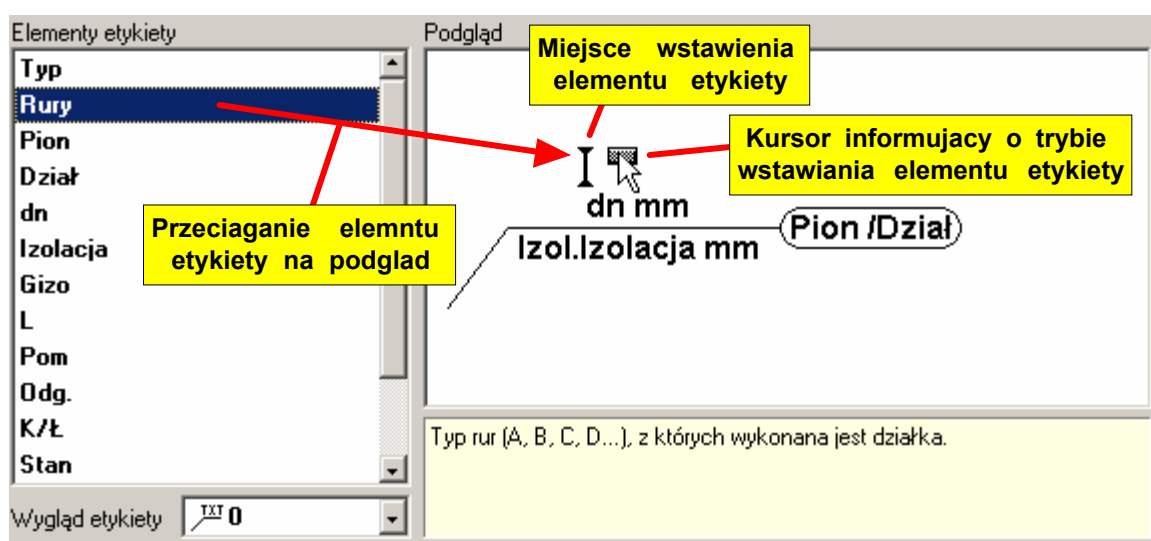 Elementy etykiety
Typ
Rury
Pion
Dział
dn
Izolacja
Gizo
L
Pom
Odg.
K/Ł
Stan
Wygląd etykiety
TXT 0
Podgląd
Miejsce wstawienia
elementu etykiety
Kursor informujacy o trybie
wstawiania elementu etykiety
Przeciaganie elemntu
etykiety na podglad
dn mm
Izol.Izolacja mm
Pion /Dział
Typ rur (A, B, C, D...), z których wykonana jest działka.